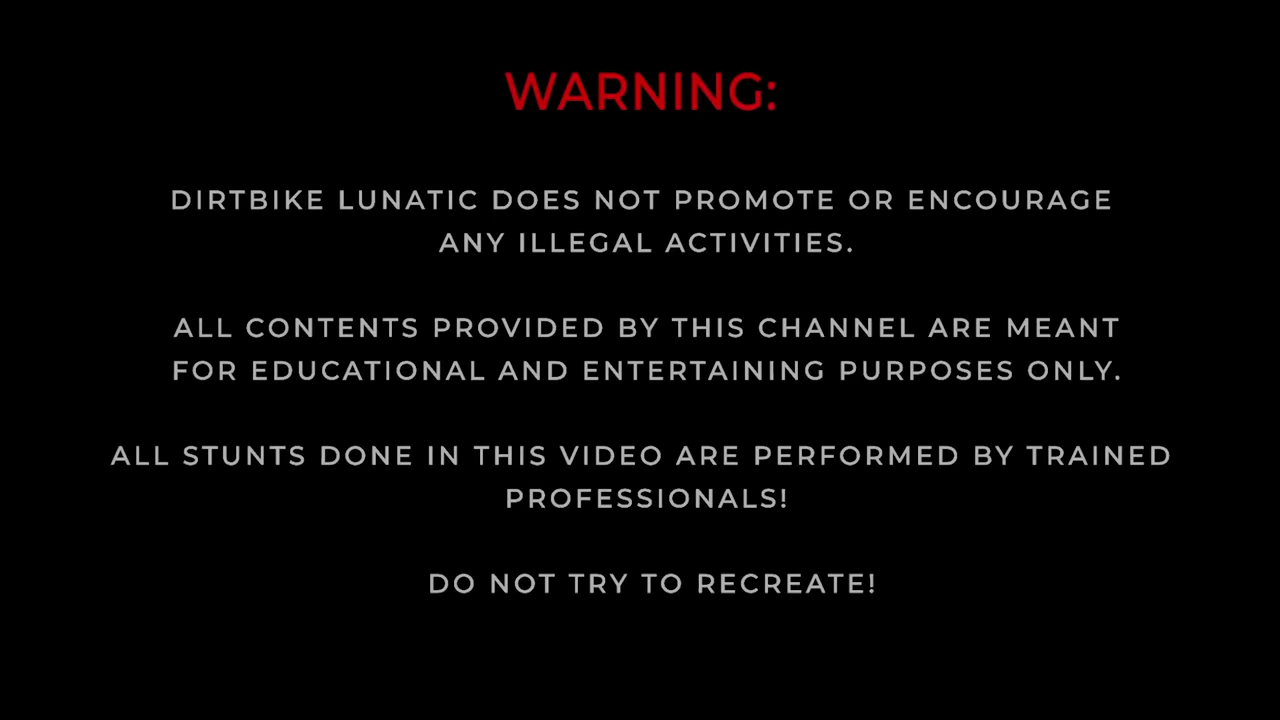 WARNING:
DIRTBIKE LUNATIC DOES NOT PROMOTE OR ENCOURAGE
ANY ILLEGAL ACTIVITIES.
ALL CONTENTS PROVIDED BY THIS CHANNEL ARE MEANT
FOR EDUCATIONAL AND ENTERTAINING PURPOSES ONLY.
ALL STUNTS DONE IN THIS VIDEO ARE PERFORMED BY TRAINED
PROFESSIONALS!
DO NOT TRY TO RECREATE!